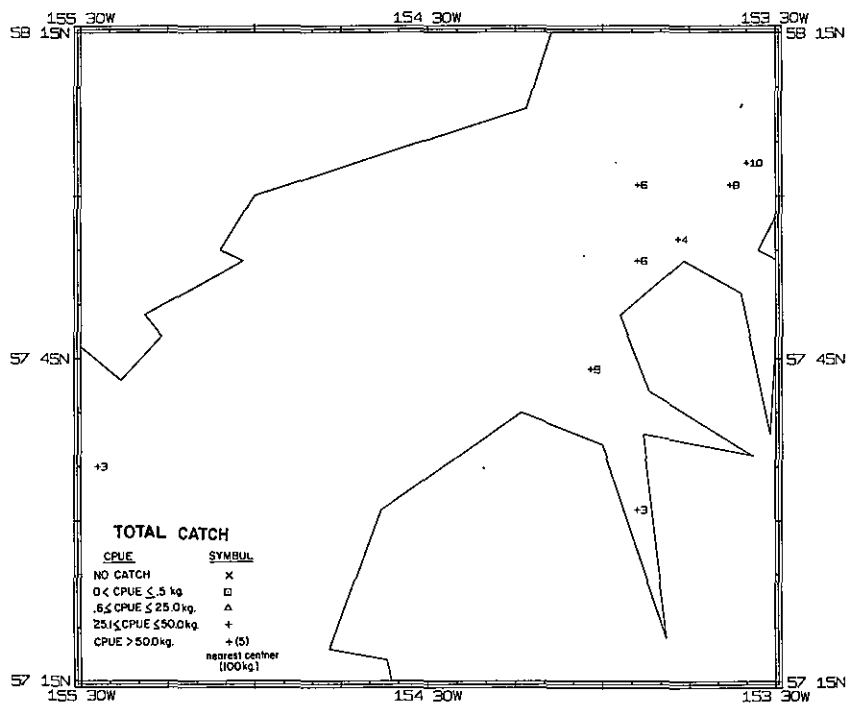 155 30W 154 30W 153 30W
58 15N 58 15N
+10
+6 +8
+4
+6
57 45N 57 45N
+9
+3
+3
TOTAL CATCH
CPUE SYMBUL
NO CATCH X
0 < CPUE ≤ .5 kg. □
.6 ≤ CPUE ≤ 25.0 kg. △
25.1 ≤ CPUE ≤ 50.0 kg. +
CPUE > 50.0 kg. + (5)
nearest centner
(100 kg.)
57 15N 57 15N
155 30W 154 30W 153 30W